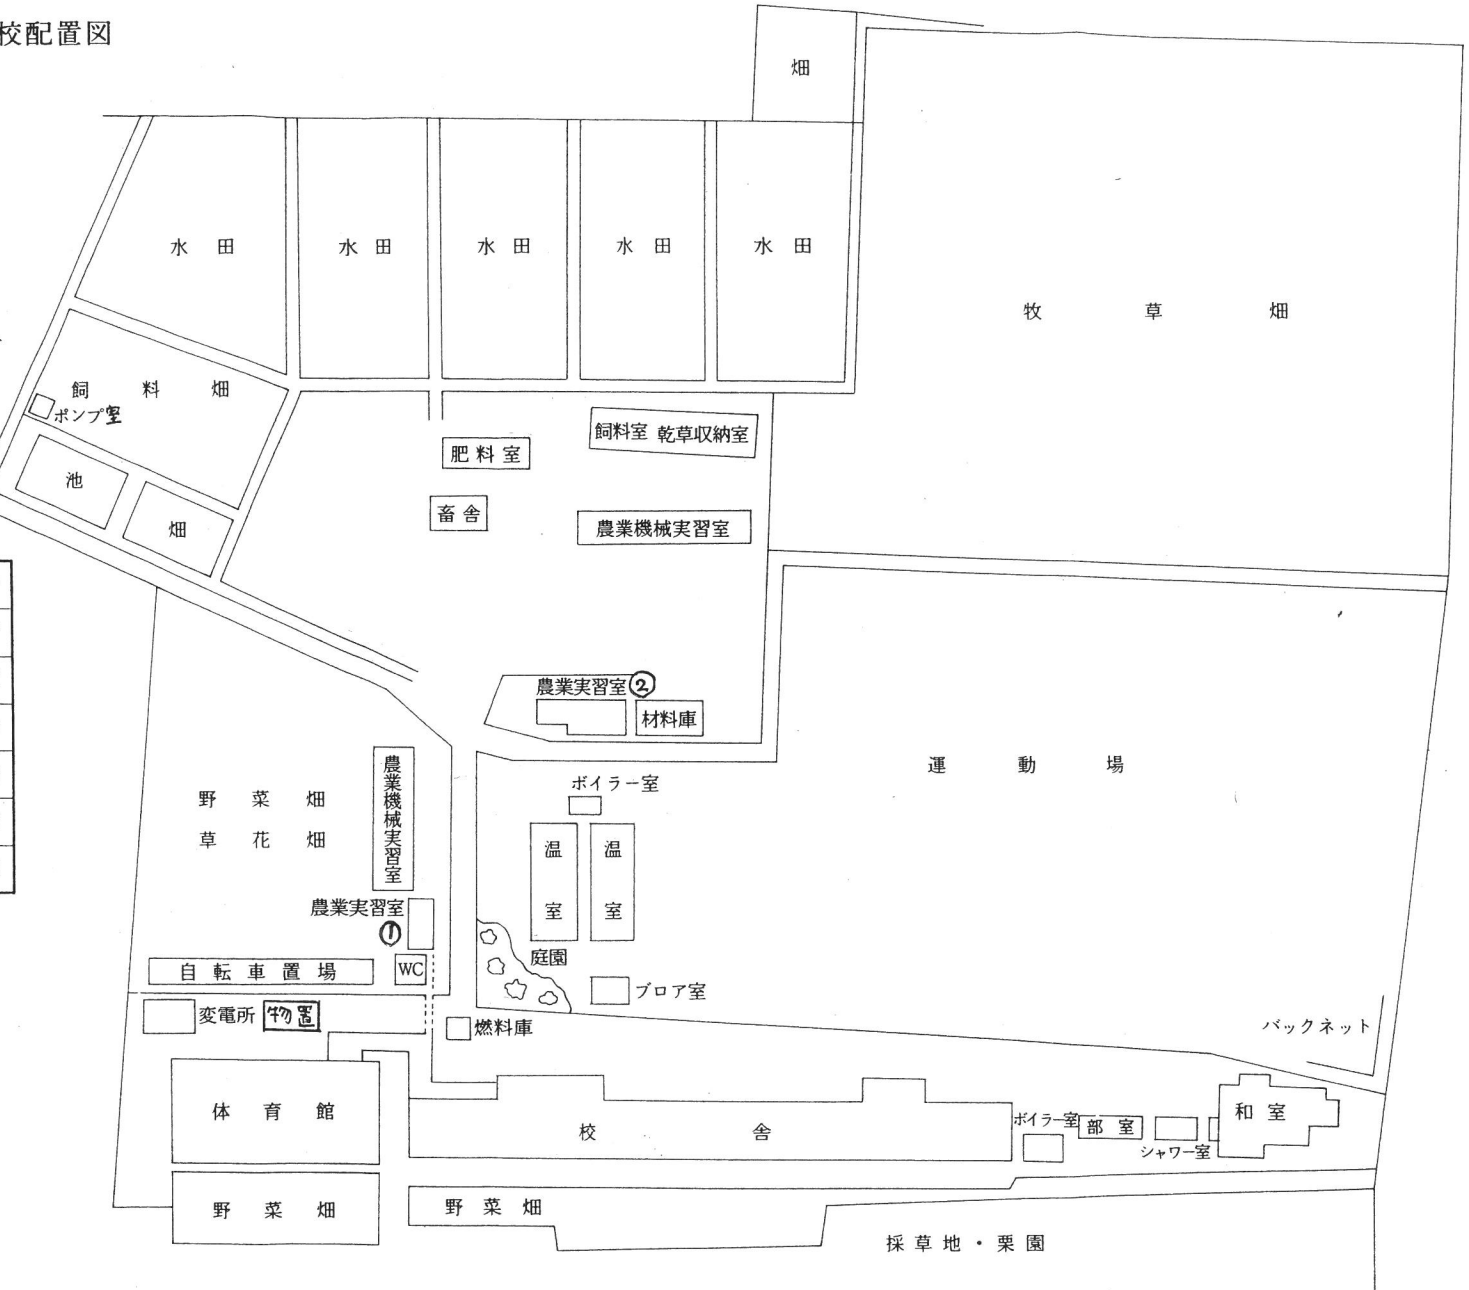 校配置図
畑
水田
水田
水田
水田
水田
牧草畑
飼料畑
ポンプ室
池
畑
肥料室
飼料室 乾草収納室
畜舎
農業機械実習室
農業実習室②
材料庫
運動場
ボイラー室
野菜畑
草花畑
農業機械実習室
温室
温室
農業実習室
①
庭園
自転車置場
WC
ブロア室
変電所
物置
燃料庫
バックネット
体育館
校舎
ボイラー室
部室
シャワー室
和室
野菜畑
野菜畑
採草地・栗園